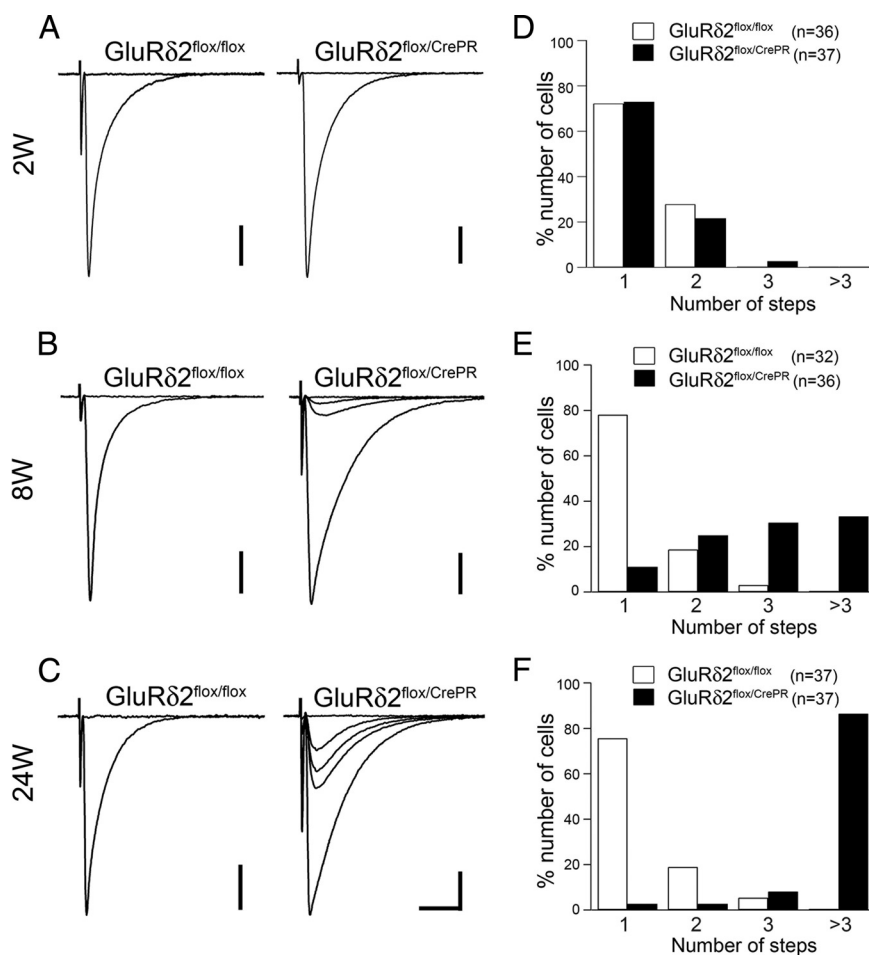 A
GluRδ2flox/flox
GluRδ2flox/CrePR
2W
D
GluRδ2flox/flox (n=36)
GluRδ2flox/CrePR (n=37)
% number of cells
100
80
60
40
20
0
1 2 3 >3
Number of steps
B
GluRδ2flox/flox
GluRδ2flox/CrePR
8W
E
GluRδ2flox/flox (n=32)
GluRδ2flox/CrePR (n=36)
% number of cells
100
80
60
40
20
0
1 2 3 >3
Number of steps
C
GluRδ2flox/flox
GluRδ2flox/CrePR
24W
F
GluRδ2flox/flox (n=37)
GluRδ2flox/CrePR (n=37)
% number of cells
100
80
60
40
20
0
1 2 3 >3
Number of steps